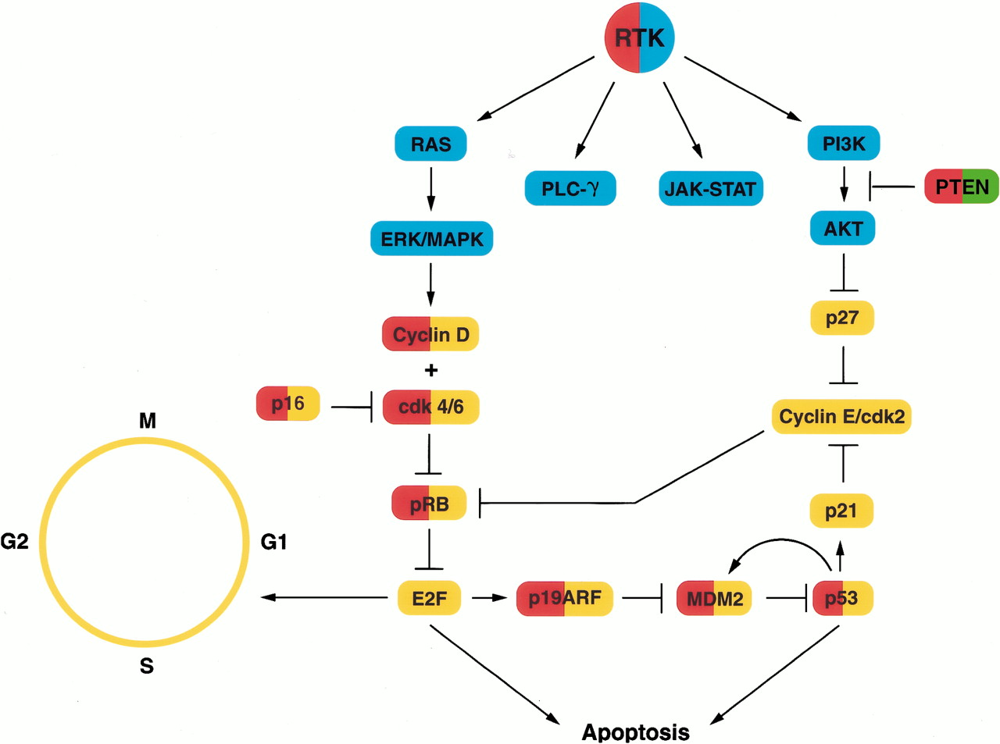 RTK
RAS
PI3K
PLC-γ
JAK-STAT
PTEN
AKT
ERK/MAPK
p27
Cyclin D
+
p16
cdk 4/6
Cyclin E/cdk2
M
pRB
p21
G2
G1
E2F
p19ARF
MDM2
p53
S
Apoptosis